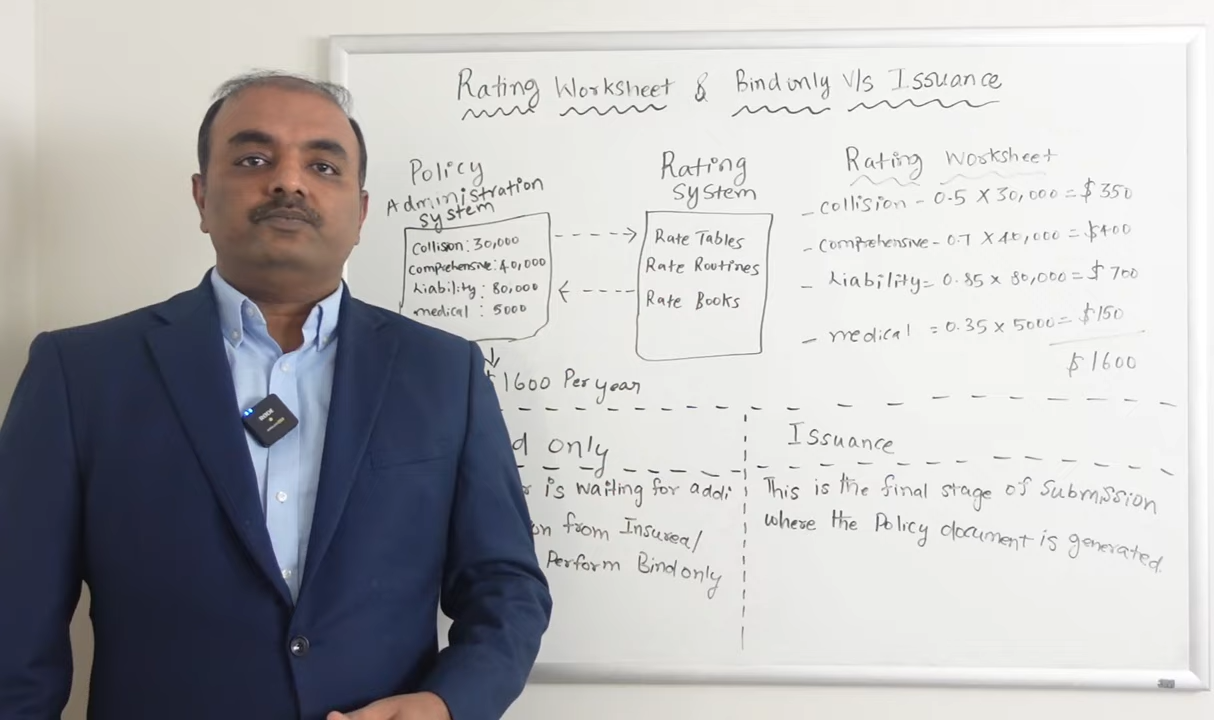 Rating Worksheet & Bind only V/s Issuance
Policy
Administration
system
Collision: 30,000
Comprehensive: 40,000
Liability: 80,000
medical : 5000
$1600 Per year
Rating
system
Rate Tables
Rate Routines
Rate Books
Rating Worksheet
- collision - 0.5 X 30,000 = $350
- comprehensive - 0.7 X 40,000 = $400
- Liability = 0.85 x 80,000 = $700
- medical = 0.35 x 5000 = $150
$1600
only
is waiting for addi
from Insured/
Perform Bind only
Issuance
This is the final stage of Submission
where the Policy document is generated.
RODE